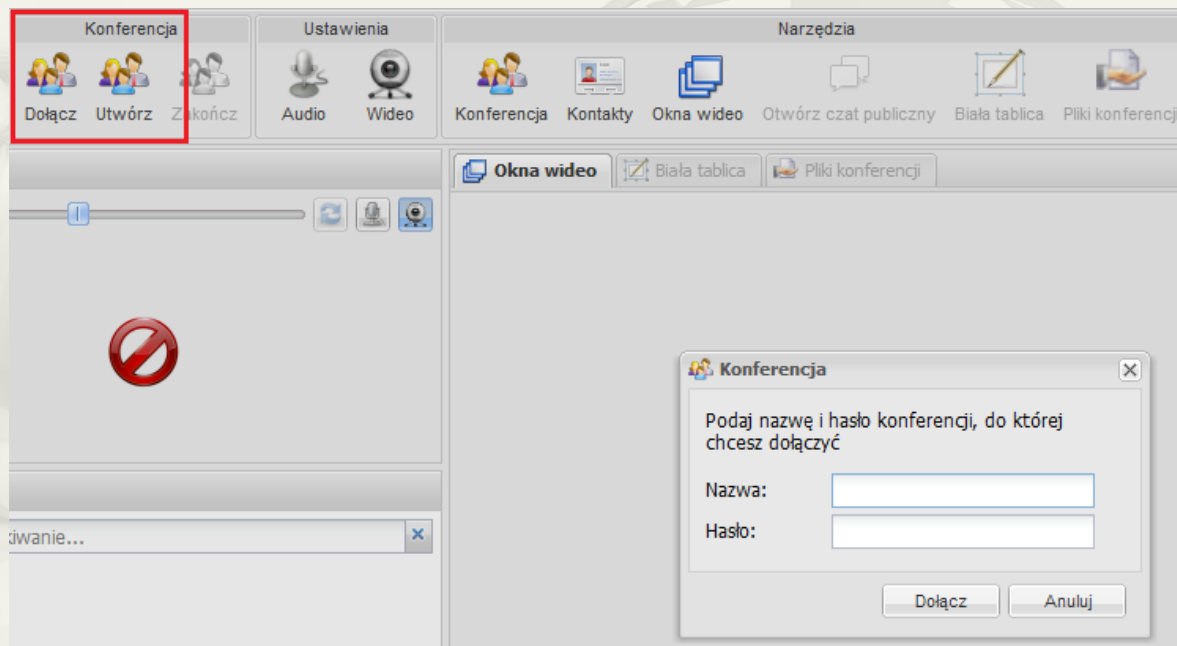 Konferencja
Ustawienia
Narzędzia
Dołącz Utwórz Zakończ
Audio Wideo
Konferencja Kontakty Okna wideo Otwórz czat publiczny Biała tablica Pliki konferencji
Okna wideo Biała tablica Pliki konferencji
Konferencja
Podaj nazwę i hasło konferencji, do której
chcesz dołączyć
Nazwa:
Hasło:
kiwanie...
Dołącz Anuluj